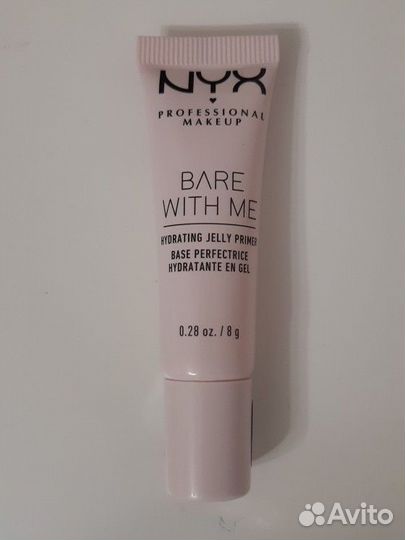 NYX
PROFESSIONAL
MAKEUP
BARE
WITH ME
HYDRATING JELLY PRIMER
BASE PERFECTRICE
HYDRATANTE EN GEL
0.28 oz. / 8 g
Avito